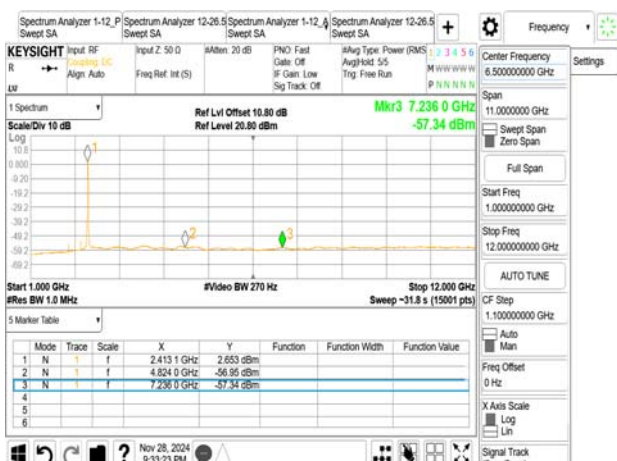 Spectrum Analyzer 1-12_P Spectrum Analyzer 12-26.5 Spectrum Analyzer 1-12_A Spectrum Analyzer 12-26.5
Swept SA Swept SA Swept SA Swept SA
+
Frequency
KEYSIGHT Input: RF Input Z: 50 Ω #Atten: 20 dB PNO: Fast #Avg Type: Power (RMS 1 2 3 4 5 6
R Coupling: DC Gate: Off Avg|Hold: 5/5 M W W W W W
Align: Auto Freq Ref: Int (S) IF Gain: Low Trig: Free Run
Sig Track: Off P N N N N N
Center Frequency
6.500000000 GHz
Settings
1 Spectrum
Ref Lvl Offset 10.80 dB Mkr3 7.236 0 GHz
Scale/Div 10 dB Ref Level 20.80 dBm -57.34 dBm
Span
11.0000000 GHz
Swept Span
Zero Span
Full Span
Start Freq
1.000000000 GHz
Stop Freq
12.000000000 GHz
AUTO TUNE
CF Step
1.100000000 GHz
Auto
Man
Freq Offset
0 Hz
X Axis Scale
Log
Lin
Signal Track
Log
10.8
0.800
-9.20
-19.2
-29.2
-39.2
-49.2
-59.2
-69.2
1
2
3
Start 1.000 GHz #Video BW 270 Hz Stop 12.000 GHz
#Res BW 1.0 MHz Sweep ~31.8 s (15001 pts)
5 Marker Table
Mode Trace Scale X Y Function Function Width Function Value
1 N 1 f 2.413 1 GHz 2.653 dBm
2 N 1 f 4.824 0 GHz -56.95 dBm
3 N 1 f 7.236 0 GHz -57.34 dBm
4
5
6
? Nov 28, 2024
9:33:23 PM